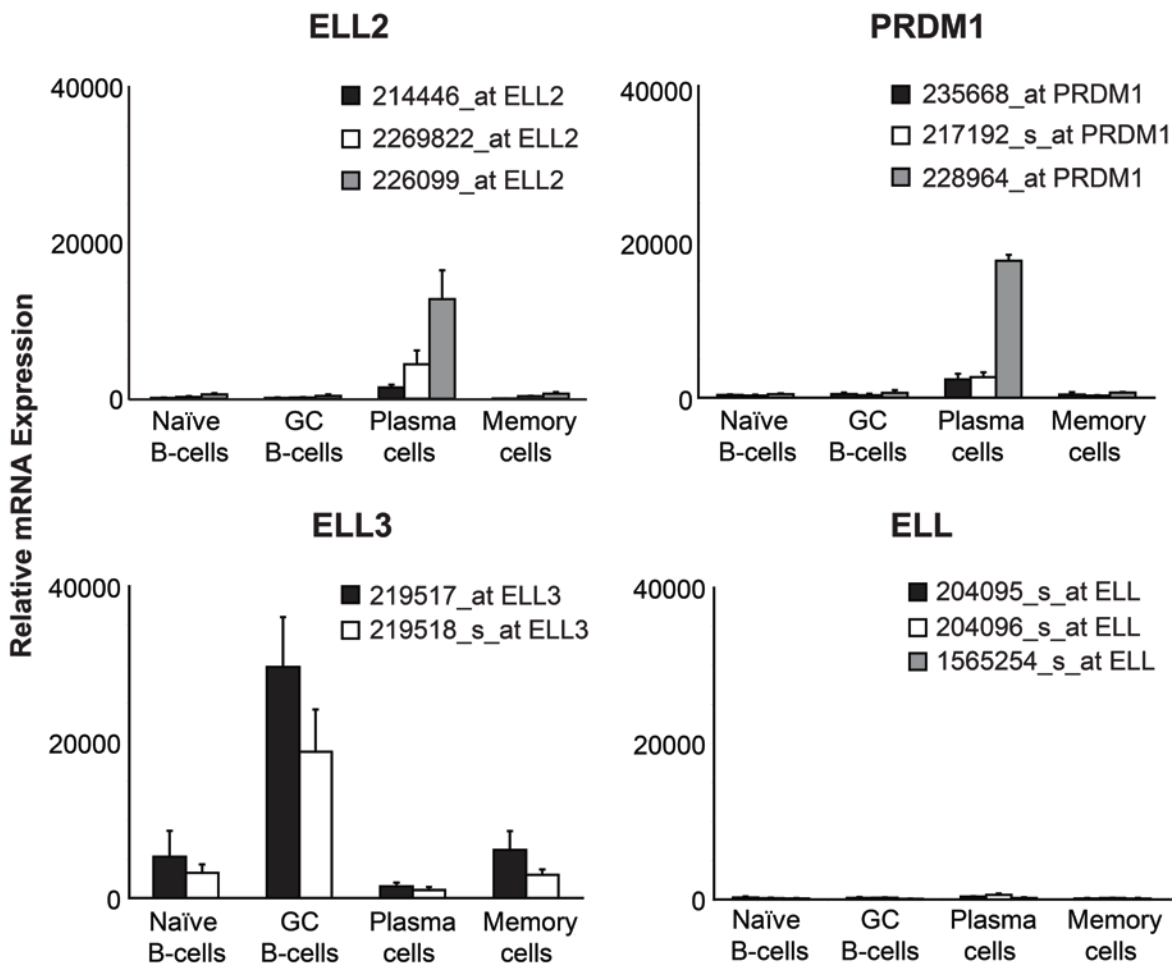 ELL2
40000
20000
0
214446_at ELL2
2269822_at ELL2
226099_at ELL2
Naïve
B-cells
GC
B-cells
Plasma
cells
Memory
cells
PRDM1
40000
20000
0
235668_at PRDM1
217192_s_at PRDM1
228964_at PRDM1
Naïve
B-cells
GC
B-cells
Plasma
cells
Memory
cells
Relative mRNA Expression
ELL3
40000
20000
0
219517_at ELL3
219518_s_at ELL3
Naïve
B-cells
GC
B-cells
Plasma
cells
Memory
cells
ELL
40000
20000
0
204095_s_at ELL
204096_s_at ELL
1565254_s_at ELL
Naïve
B-cells
GC
B-cells
Plasma
cells
Memory
cells